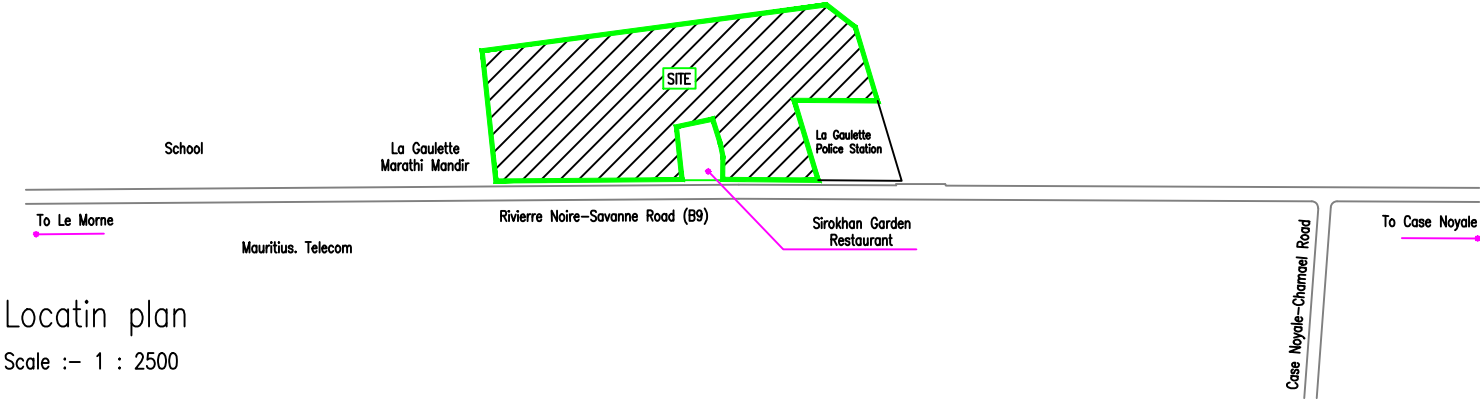 SITE
School
La Gaulette
Marathi Mandir
La Gaulette
Police Station
To Le Morne
Rivierre Noire-Savanne Road (B9)
Sirokhan Garden
Restaurant
To Case Noyale
Mauritius. Telecom
Case Noyale-Chamael Road
Locatin plan
Scale :- 1 : 2500